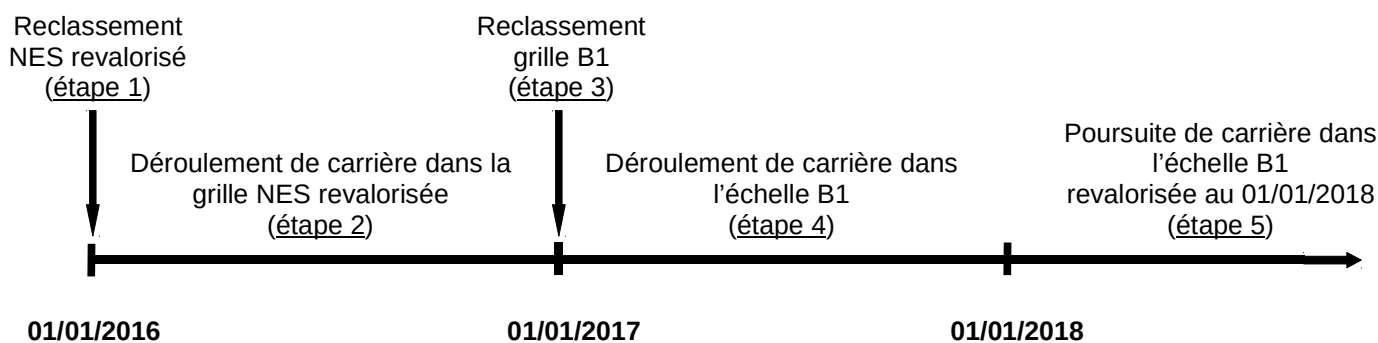 Reclassement
NES revalorisé
(étape 1)
Reclassement
grille B1
(étape 3)
Déroulement de carrière dans la
grille NES revalorisée
(étape 2)
Déroulement de carrière dans
l'échelle B1
(étape 4)
Poursuite de carrière dans
l'échelle B1
revalorisée au 01/01/2018
(étape 5)
01/01/2016
01/01/2017
01/01/2018